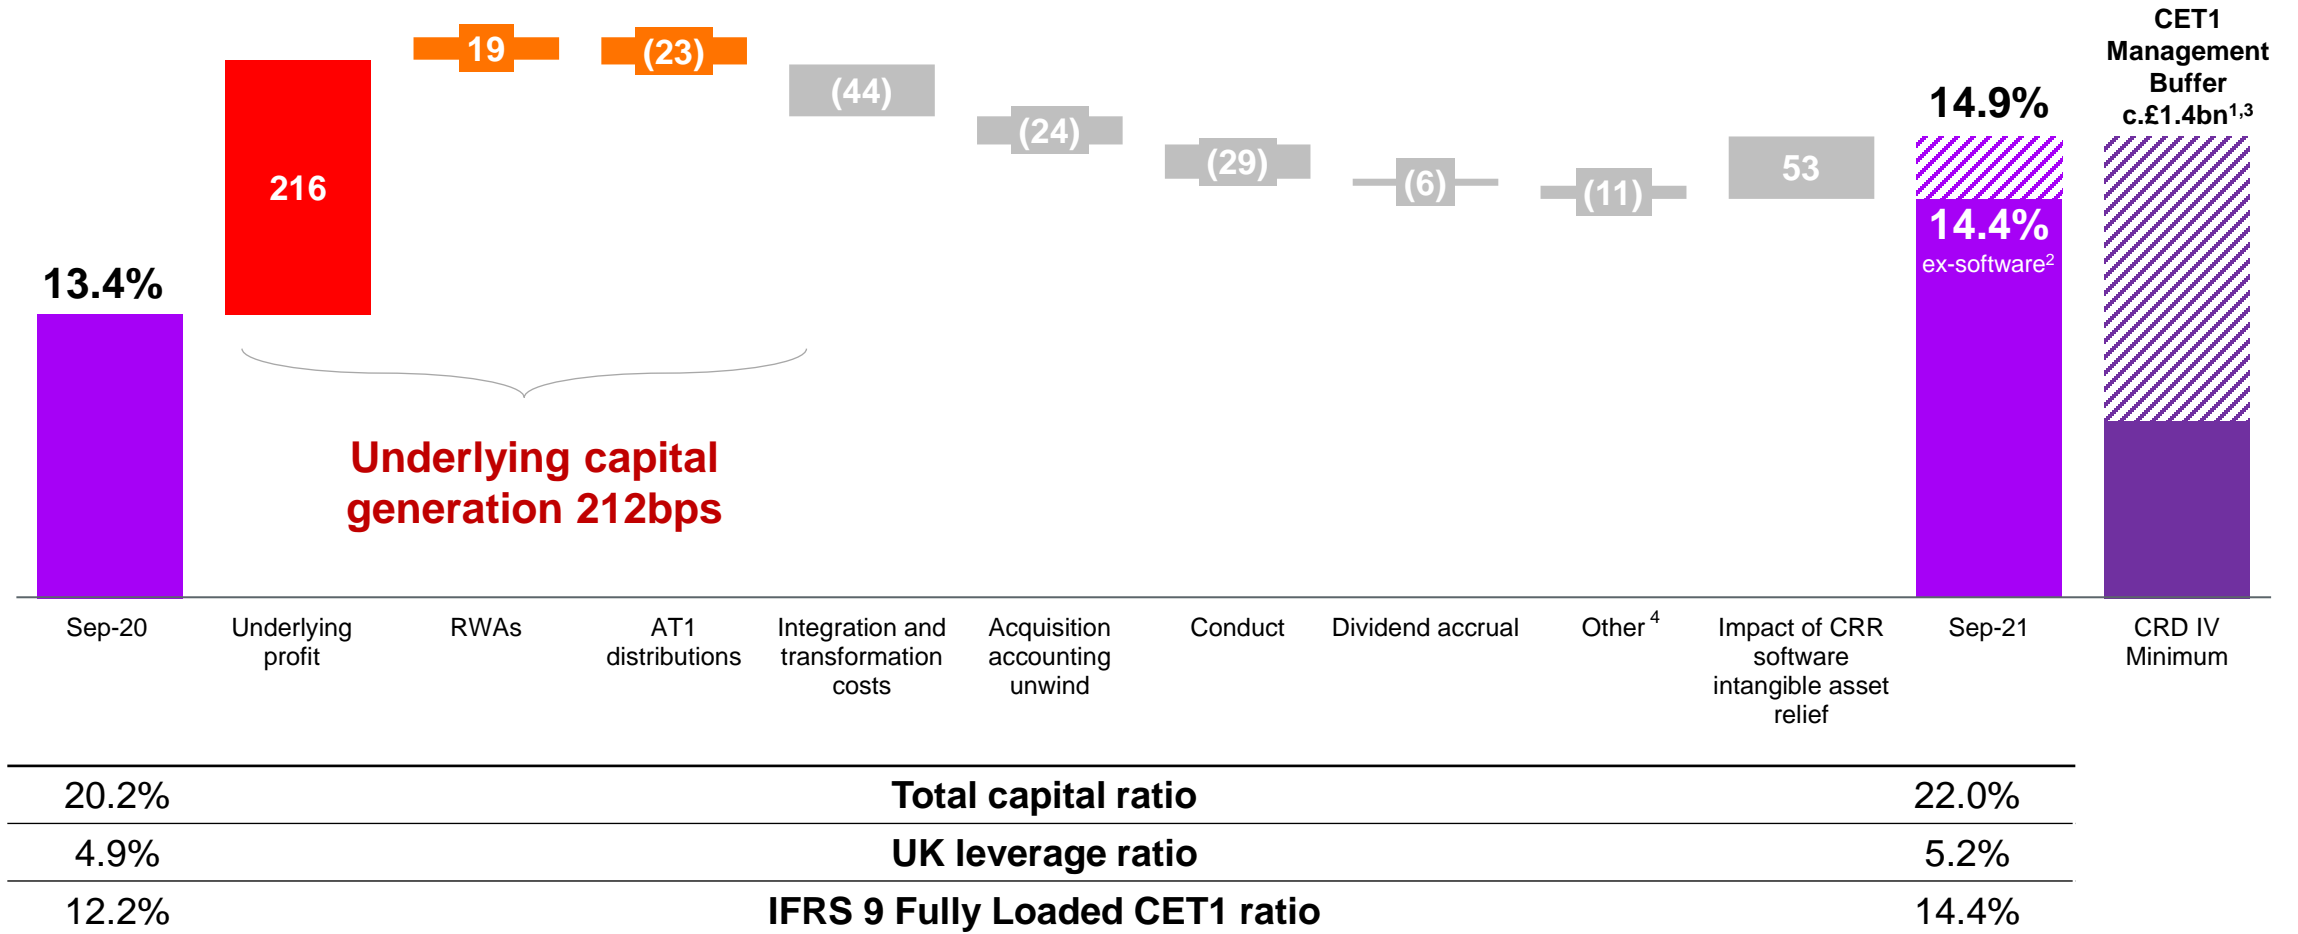 CET1
Management
Buffer
c.£1.4bn1,3
19
(23)
(44)
(24)
(29)
(6)
(11)
53
216
13.4%
14.9%
14.4%
ex-software2
Underlying capital
generation 212bps
Sep-20
Underlying
profit
RWAs
AT1
distributions
Integration and
transformation
costs
Acquisition
accounting
unwind
Conduct
Dividend accrual
Other 4
Impact of CRR
software
intangible asset
relief
Sep-21
CRD IV
Minimum
20.2% Total capital ratio 22.0%
4.9% UK leverage ratio 5.2%
12.2% IFRS 9 Fully Loaded CET1 ratio 14.4%